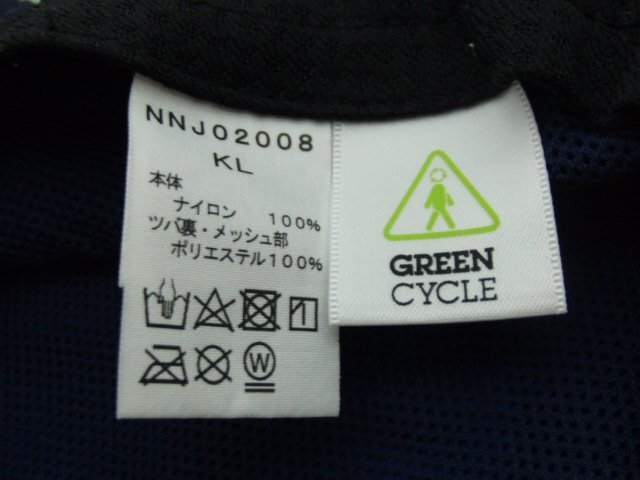 NNJ02008
KL
本体
ナイロン 100%
ツバ裏・メッシュ部
ポリエステル100%
W
GREEN
CYCLE